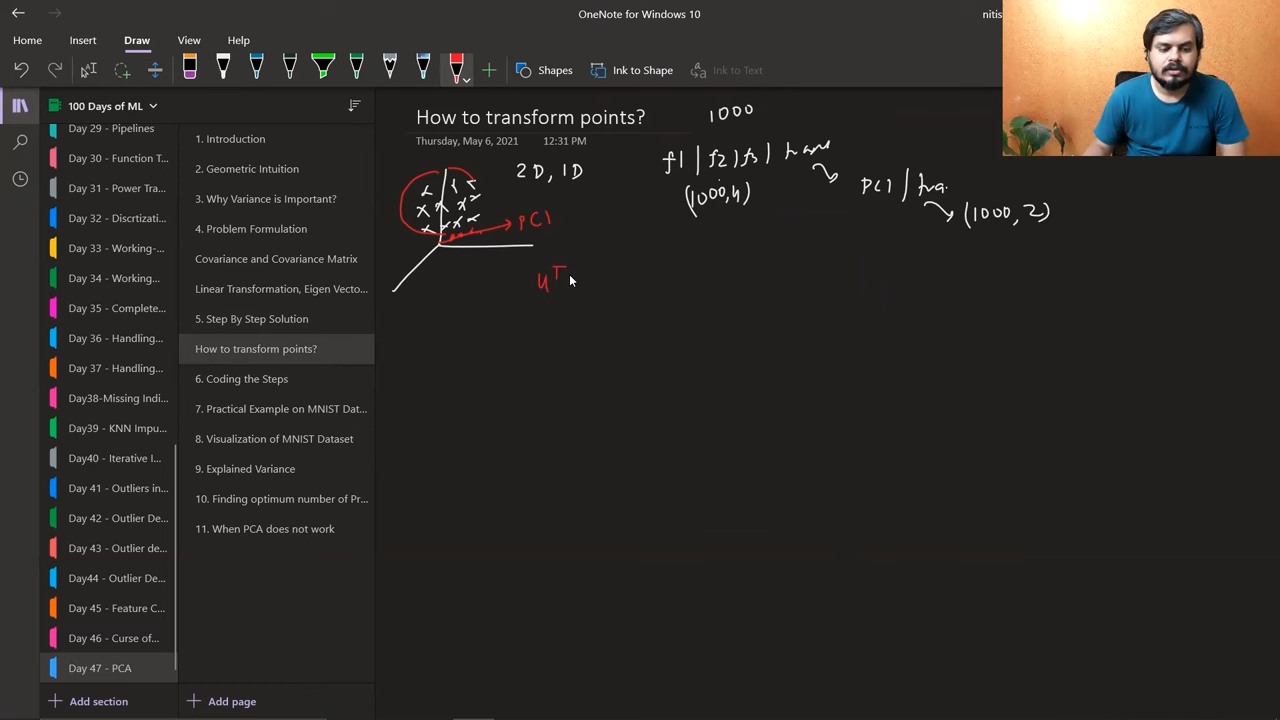 OneNote for Windows 10
nitis
Home
Insert
Draw
View
Help
Shapes
Ink to Shape
Ink to Text
100 Days of ML
Day 29 - Pipelines
Day 30 - Function T
Day 31 - Power Tra...
Day 32 - Discrtizati...
Day 33 - Working-...
Day 34 - Working-...
Day 35 - Complete...
Day 36 - Handling...
Day 37 - Handling...
Day38-Missing Indi...
Day39 - KNN Impu...
Day40 - Iterative I...
Day 41 - Outliers in...
Day 42 - Outlier De...
Day 43 - Outlier de...
Day44 - Outlier De...
Day 45 - Feature C...
Day 46 - Curse of...
Day 47 - PCA
Add section
1. Introduction
2. Geometric Intuition
3. Why Variance is Important?
4. Problem Formulation
Covariance and Covariance Matrix
Linear Transformation, Eigen Vecto...
5. Step By Step Solution
How to transform points?
6. Coding the Steps
7. Practical Example on MNIST Dat...
8. Visualization of MNIST Dataset
9. Explained Variance
10. Finding optimum number of Pr...
11. When PCA does not work
Add page
How to transform points?
Thursday, May 6, 2021 12:31 PM
1000
2D, 1D
f1 | f2 | f3 | trans
(1000,4)
PC1 | tra.
(1000, 2)
PC1
u^T